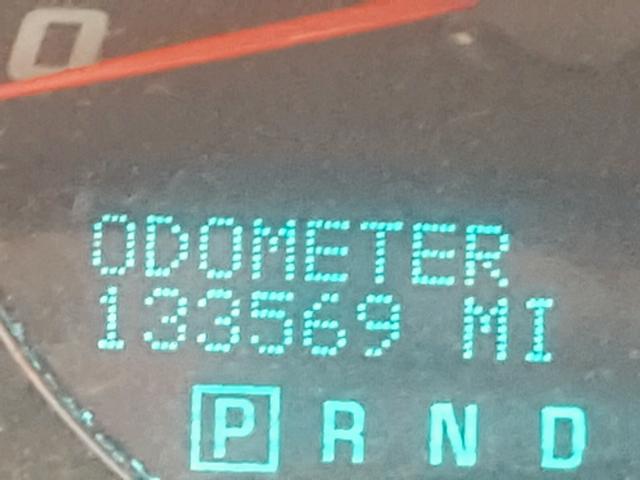 0
ODOMETER
133569 MI
P R N D